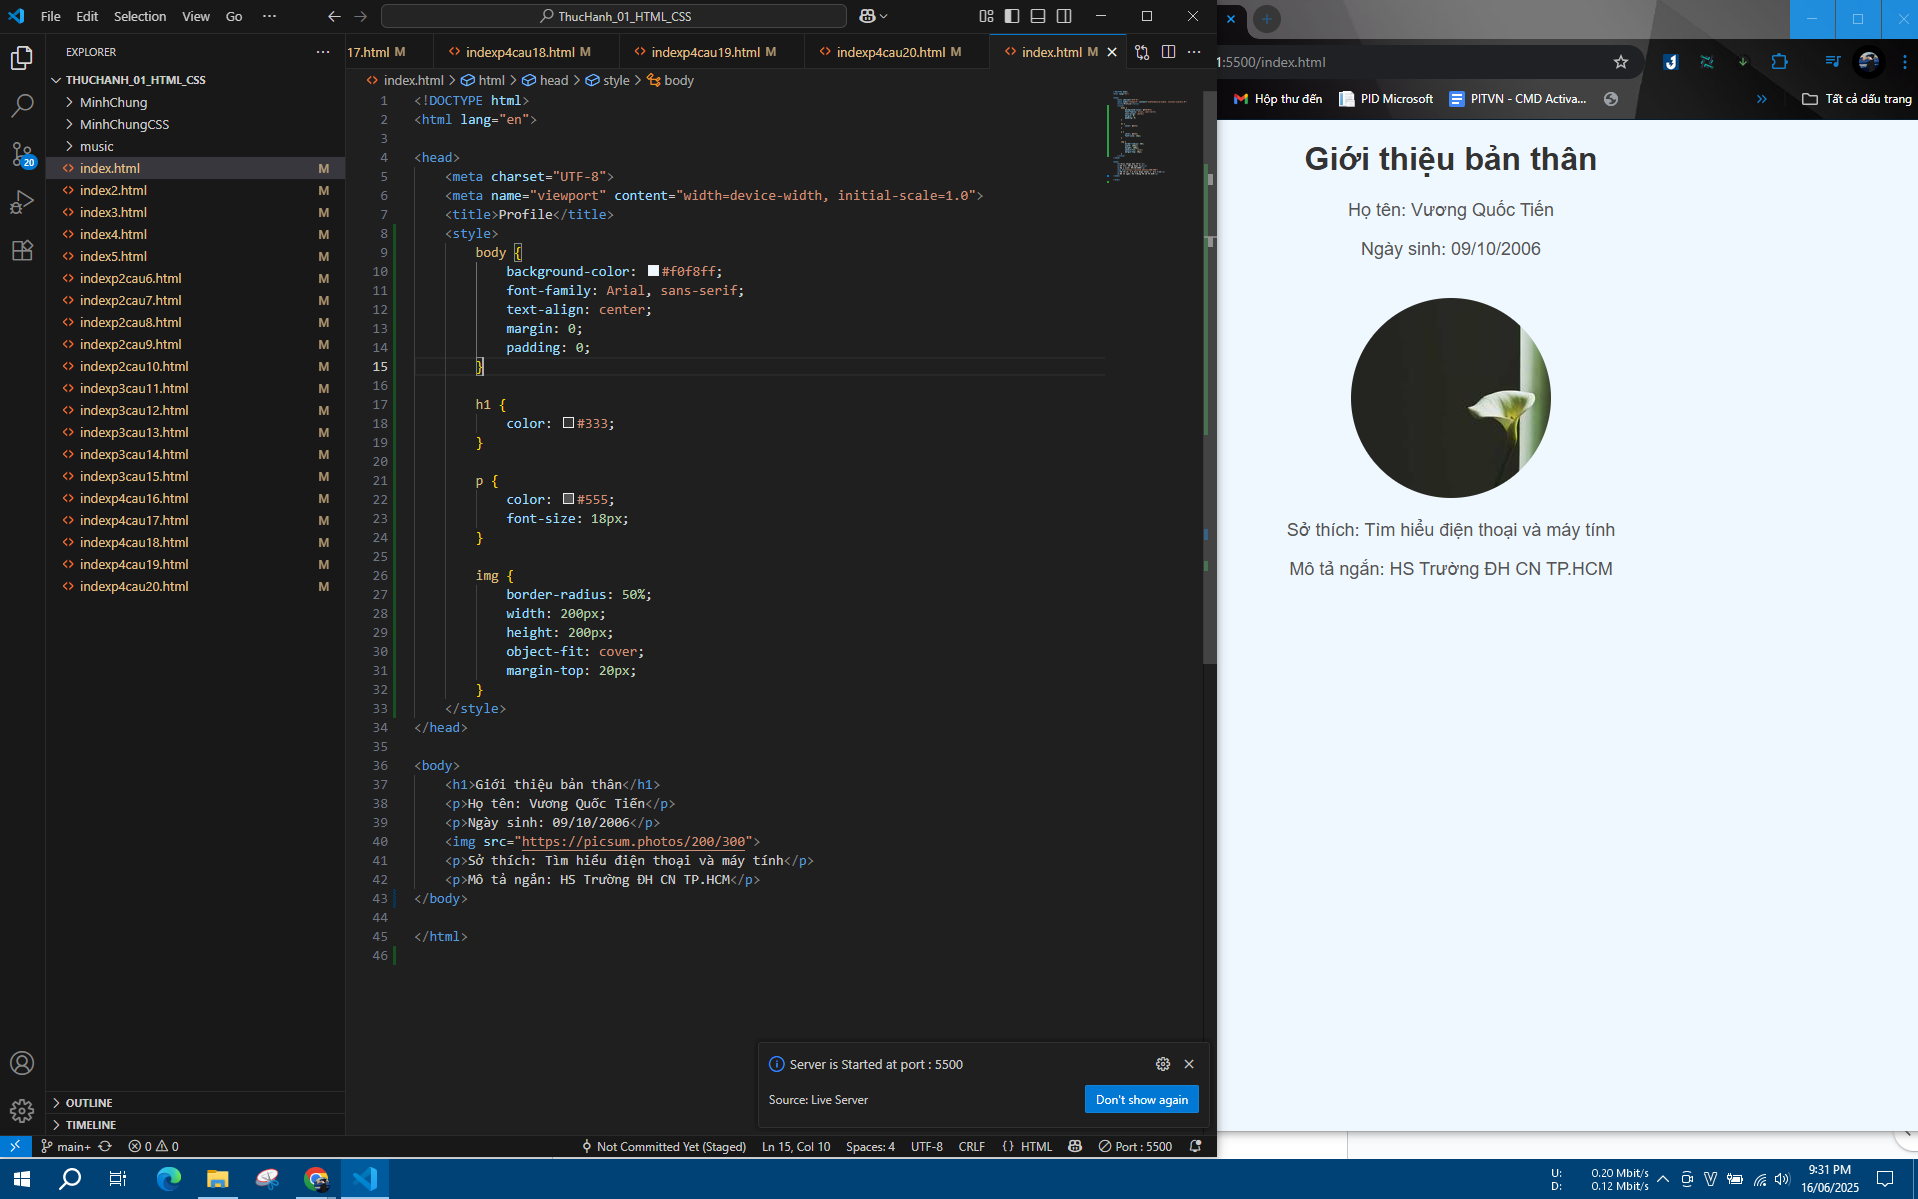 File Edit Selection View Go ··· ThucHanh_01_HTML_CSS
EXPLORER
THUCHANH_01_HTML_CSS
MinhChung
MinhChungCSS
music
index.html M
index2.html M
index3.html M
index4.html M
index5.html M
indexp2cau6.html M
indexp2cau7.html M
indexp2cau8.html M
indexp2cau9.html M
indexp2cau10.html M
indexp3cau11.html M
indexp3cau12.html M
indexp3cau13.html M
indexp3cau14.html M
indexp3cau15.html M
indexp4cau16.html M
indexp4cau17.html M
indexp4cau18.html M
indexp4cau19.html M
indexp4cau20.html M
OUTLINE
TIMELINE
20
17.html M indexp4cau18.html M indexp4cau19.html M indexp4cau20.html M index.html M
index.html > html > head > style > body
1 <!DOCTYPE html>
2 <html lang="en">
3
4 <head>
5 <meta charset="UTF-8">
6 <meta name="viewport" content="width=device-width, initial-scale=1.0">
7 <title>Profile</title>
8 <style>
9 body {
10 background-color: #f0f8ff;
11 font-family: Arial, sans-serif;
12 text-align: center;
13 margin: 0;
14 padding: 0;
15 }
16
17 h1 {
18 color: #333;
19 }
20
21 p {
22 color: #555;
23 font-size: 18px;
24 }
25
26 img {
27 border-radius: 50%;
28 width: 200px;
29 height: 200px;
30 object-fit: cover;
31 margin-top: 20px;
32 }
33 </style>
34 </head>
35
36 <body>
37 <h1>Giới thiệu bản thân</h1>
38 <p>Họ tên: Vương Quốc Tiến</p>
39 <p>Ngày sinh: 09/10/2006</p>
40 <img src="https://picsum.photos/200/300">
41 <p>Sở thích: Tìm hiểu điện thoại và máy tính</p>
42 <p>Mô tả ngắn: HS Trường ĐH CN TP.HCM</p>
43 </body>
44
45 </html>
46
Server is Started at port : 5500
Source: Live Server
Don't show again
main+ 0 0 Not Committed Yet (Staged) Ln 15, Col 10 Spaces: 4 UTF-8 CRLF {} HTML Port : 5500
1:5500/index.html
Hộp thư đến PID Microsoft PITVN - CMD Activa... » Tất cả dấu trang
Giới thiệu bản thân
Họ tên: Vương Quốc Tiến
Ngày sinh: 09/10/2006
Sở thích: Tìm hiểu điện thoại và máy tính
Mô tả ngắn: HS Trường ĐH CN TP.HCM
U: 0.20 Mbit/s
D: 0.12 Mbit/s
9:31 PM
16/06/2025